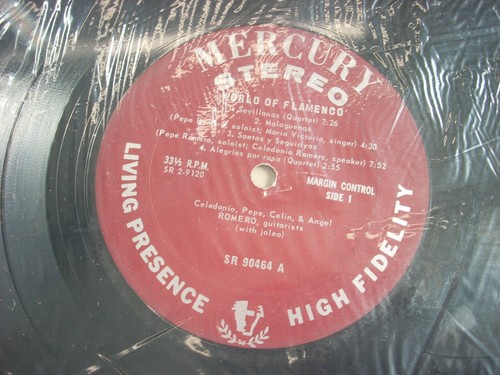 MERCURY
STEREO
WORLD OF FLAMENCO
1. Sevillanas (Quartet) 2:26
2. Malaguenas
(Pepe Romero, soloist; Maria Victoria, singer) 4:30
3. Saetas y Seguiriyas
(Pepe Romero, soloist; Celedonio Romero, speaker) 7:52
4. Alegrias por rosa (Quartet) 2:55
33⅓ R.P.M.
SR 2-9120
MARGIN CONTROL
SIDE 1
Celedonio, Pepe, Celin, & Angel
ROMERO, guitarists
(with jaleo)
SR 90464 A
LIVING PRESENCE
HIGH FIDELITY